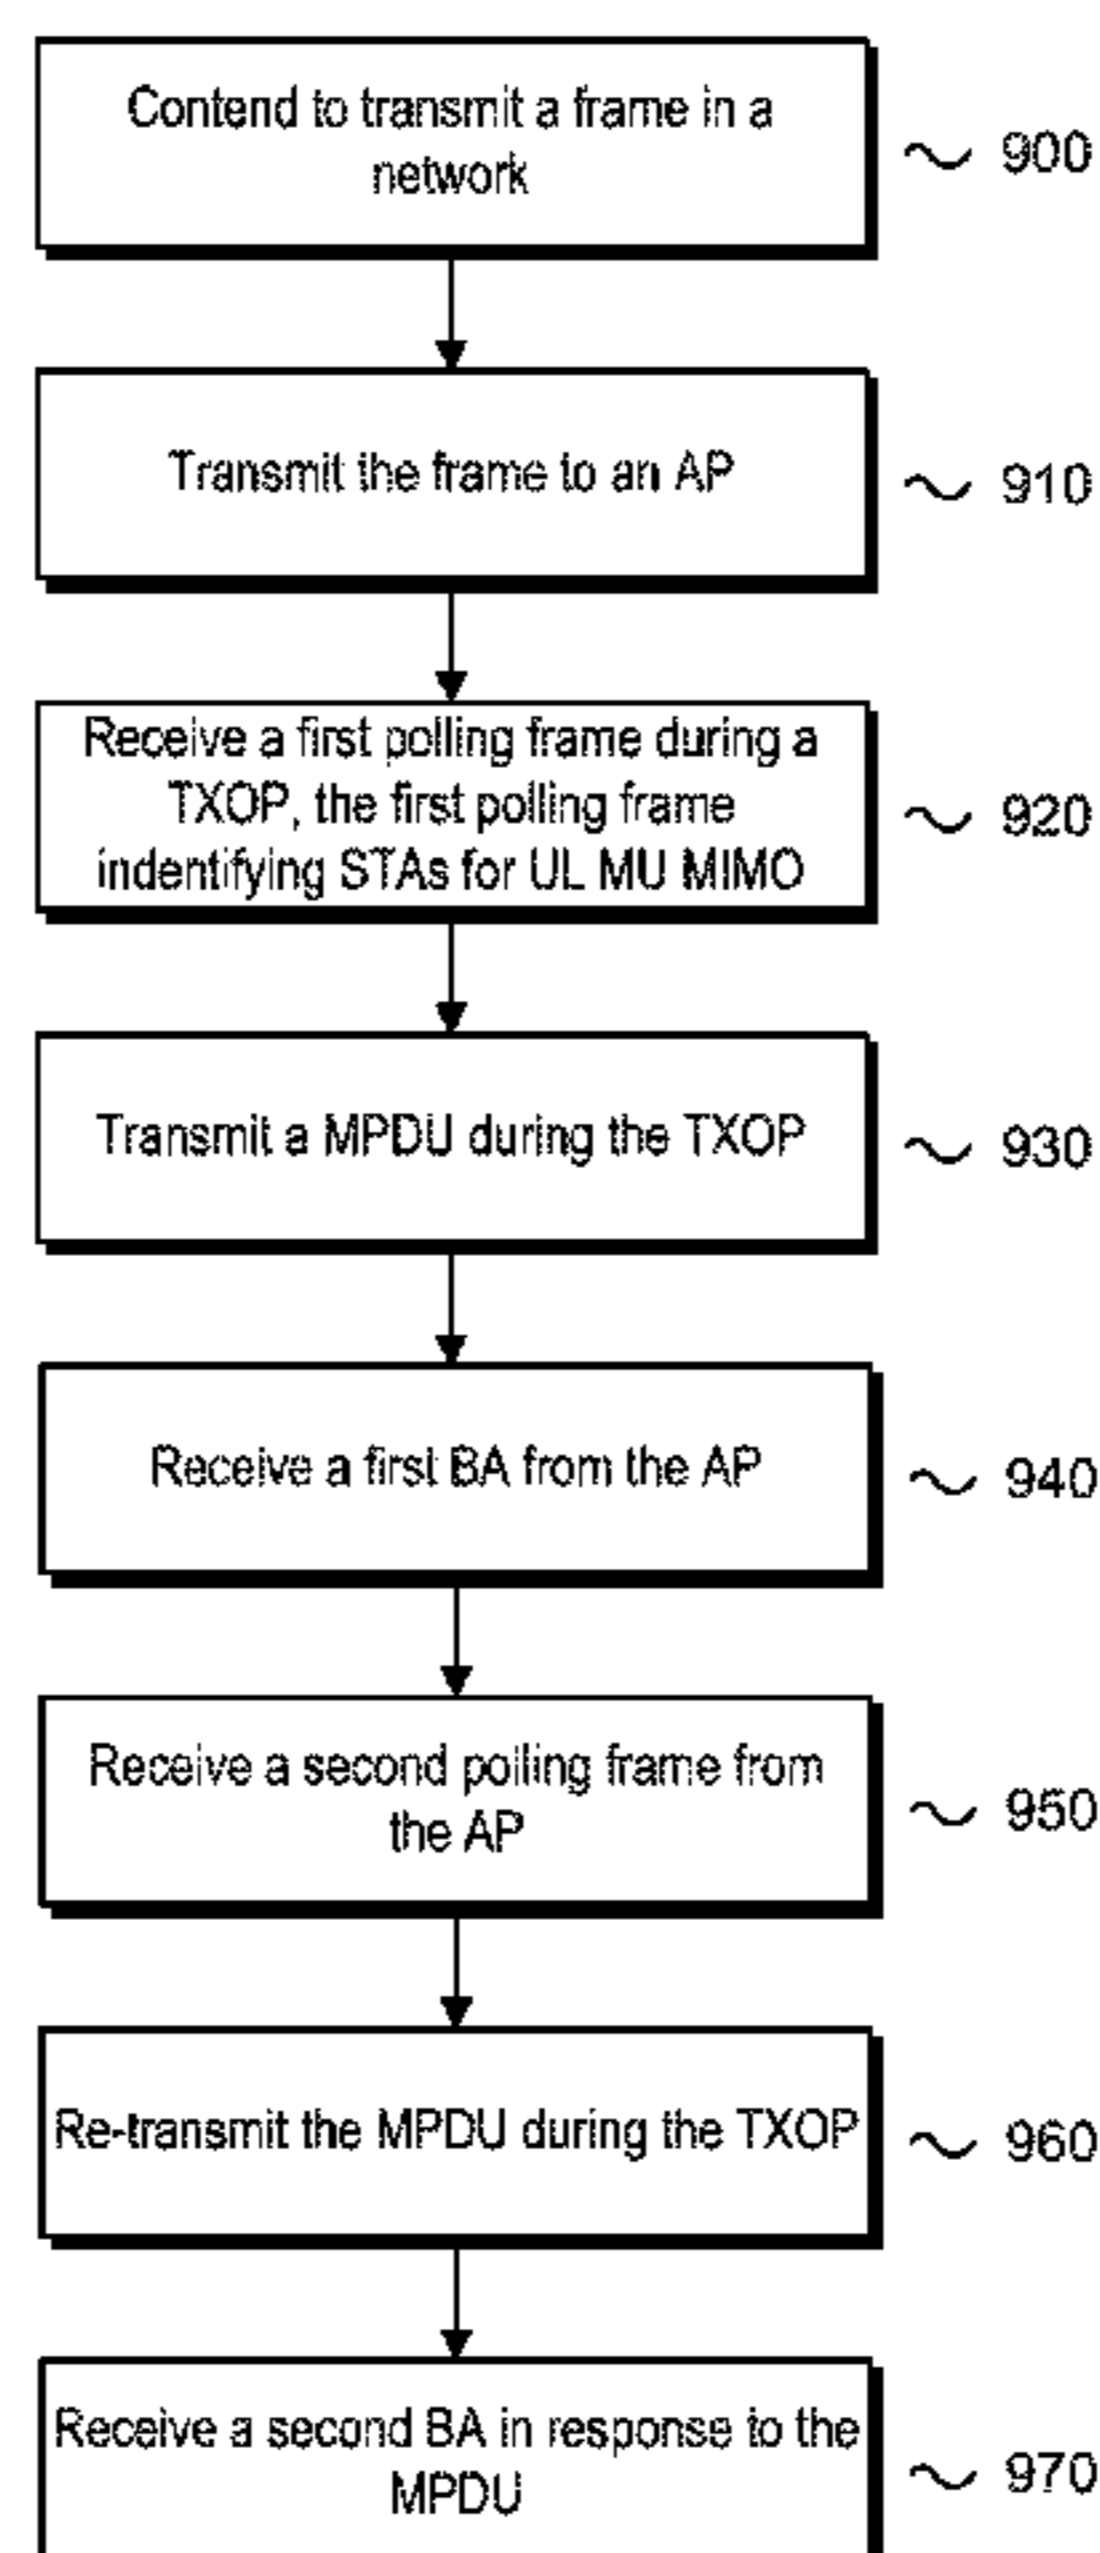 Contend to transmit a frame in a
network
900
Transmit the frame to an AP
910
Receive a first polling frame during a
TXOP, the first polling frame
indentifying STAs for UL MU MIMO
920
Transmit a MPDU during the TXOP
930
Receive a first BA from the AP
940
Receive a second polling frame from
the AP
950
Re-transmit the MPDU during the TXOP
960
Receive a second BA in response to the
MPDU
970